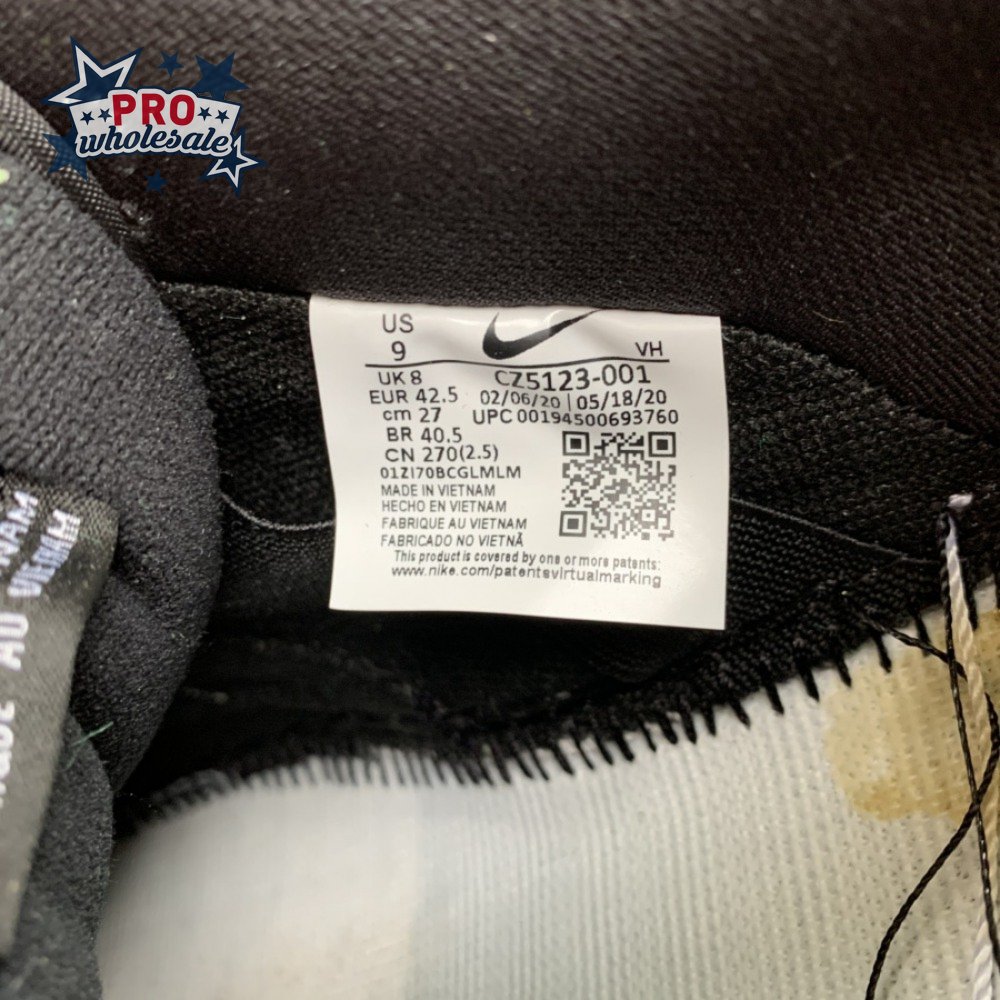 PRO
wholesale
US
9
VH
UK 8
CZ5123-001
EUR 42.5
02/06/20 | 05/18/20
cm 27
UPC 00194500693760
BR 40.5
CN 270(2.5)
01ZI70BCGLMLM
MADE IN VIETNAM
HECHO EN VIETNAM
FABRIQUE AU VIETNAM
FABRICADO NO VIETNÃ
This product is covered by one or more patents:
www.nike.com/patentsvirtualmarking
AU